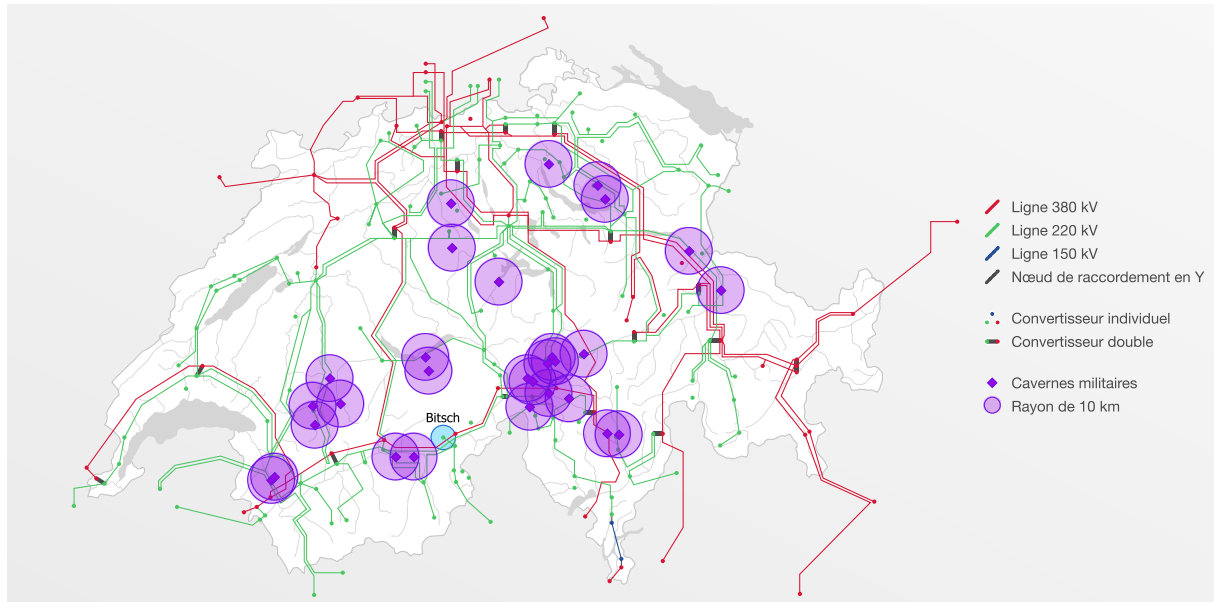 Ligne 380 kV
Ligne 220 kV
Ligne 150 kV
Nœud de raccordement en Y
Convertisseur individuel
Convertisseur double
Cavernes militaires
Rayon de 10 km
Bitsch